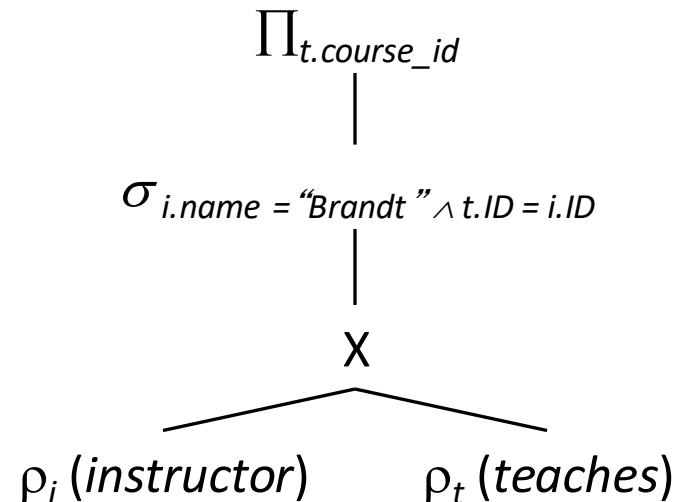 ∏t.course_id
σ i.name = “Brandt” ∧ t.ID = i.ID
X
ρi (instructor) ρt (teaches)